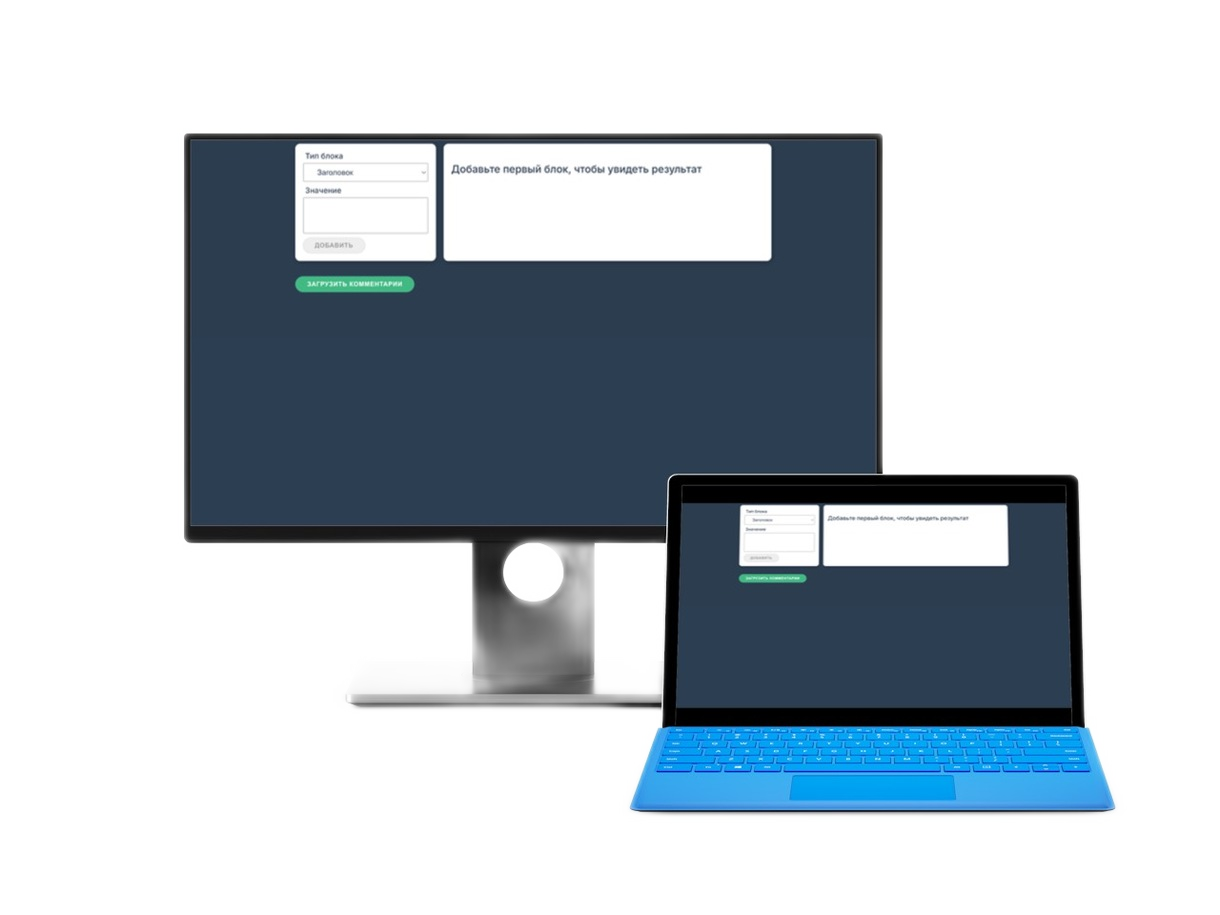 Тип блока
Заголовок
Значение
ДОБАВИТЬ
Добавьте первый блок, чтобы увидеть результат
ЗАГРУЗИТЬ КОММЕНТАРИИ
Тип блока
Заголовок
Значение
ДОБАВИТЬ
Добавьте первый блок, чтобы увидеть результат
ЗАГРУЗИТЬ КОММЕНТАРИИ